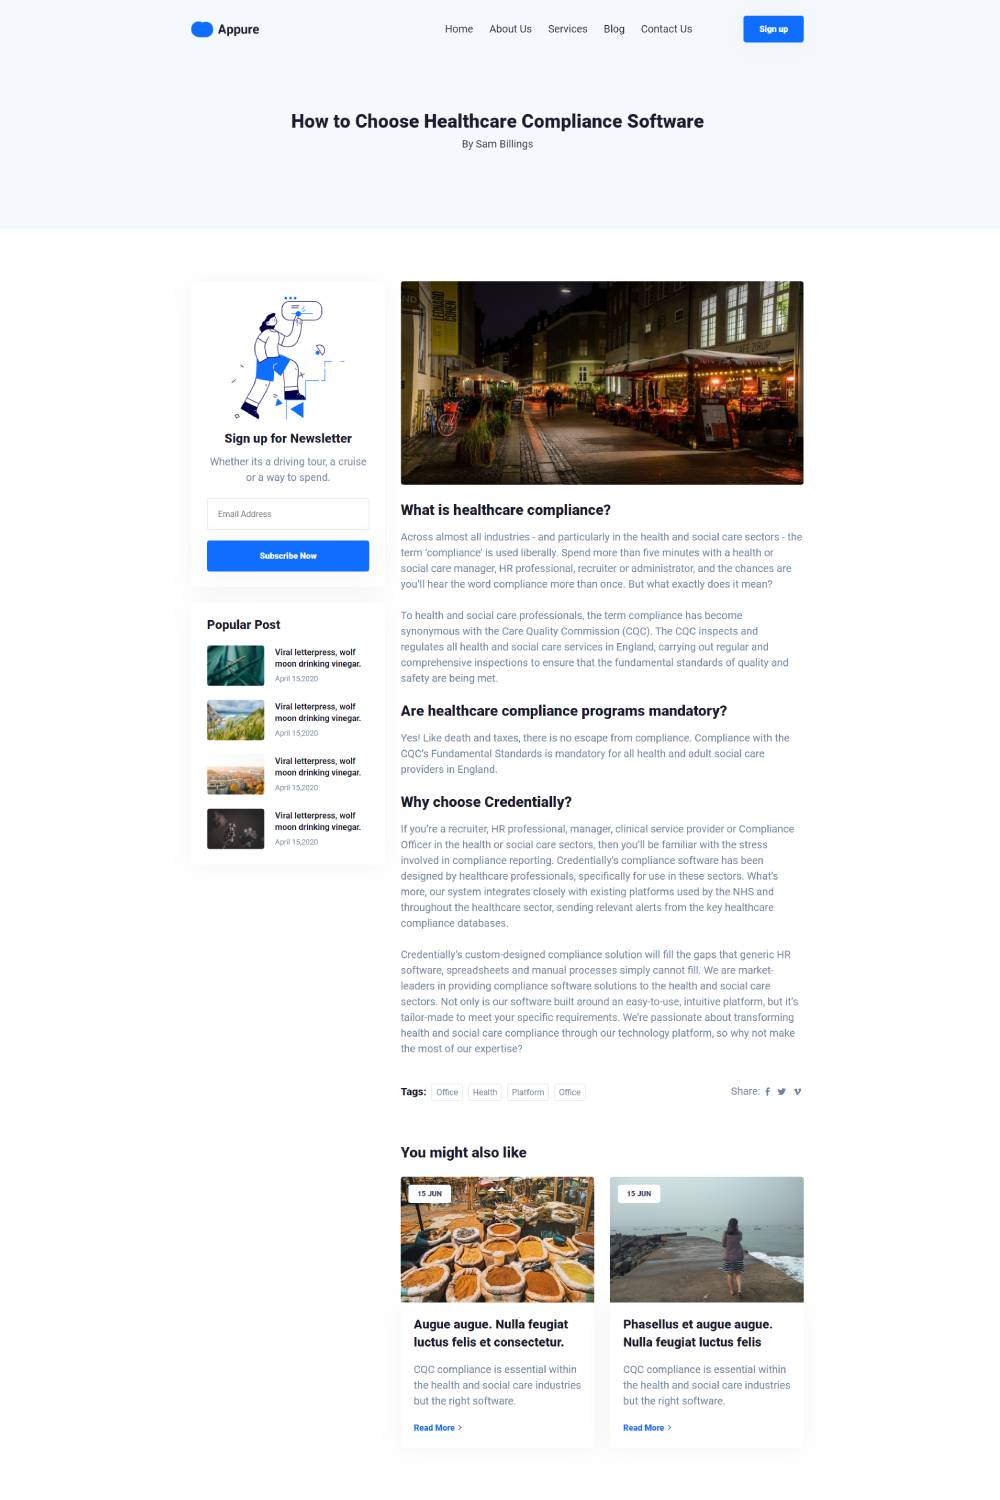 Appure
Home About Us Services Blog Contact Us Sign up
How to Choose Healthcare Compliance Software
By Sam Billings
Sign up for Newsletter
Whether its a driving tour, a cruise
or a way to spend.
Email Address
Subscribe Now
Popular Post
Viral letterpress, wolf
moon drinking vinegar.
April 15,2020
Viral letterpress, wolf
moon drinking vinegar.
April 15,2020
Viral letterpress, wolf
moon drinking vinegar.
April 15,2020
Viral letterpress, wolf
moon drinking vinegar.
April 15,2020
LEONARD
COHEN
What is healthcare compliance?
Across almost all industries - and particularly in the health and social care sectors - the
term ‘compliance’ is used liberally. Spend more than five minutes with a health or
social care manager, HR professional, recruiter or administrator, and the chances are
you’ll hear the word compliance more than once. But what exactly does it mean?
To health and social care professionals, the term compliance has become
synonymous with the Care Quality Commission (CQC). The CQC inspects and
regulates all health and social care services in England, carrying out regular and
comprehensive inspections to ensure that the fundamental standards of quality and
safety are being met.
Are healthcare compliance programs mandatory?
Yes! Like death and taxes, there is no escape from compliance. Compliance with the
CQC’s Fundamental Standards is mandatory for all health and adult social care
providers in England.
Why choose Credentially?
If you’re a recruiter, HR professional, manager, clinical service provider or Compliance
Officer in the health or social care sectors, then you’ll be familiar with the stress
involved in compliance reporting. Credentially’s compliance software has been
designed by healthcare professionals, specifically for use in these sectors. What’s
more, our system integrates closely with existing platforms used by the NHS and
throughout the healthcare sector, sending relevant alerts from the key healthcare
compliance databases.
Credentially’s custom-designed compliance solution will fill the gaps that generic HR
software, spreadsheets and manual processes simply cannot fill. We are market-
leaders in providing compliance software solutions to the health and social care
sectors. Not only is our software built around an easy-to-use, intuitive platform, but it’s
tailor-made to meet your specific requirements. We’re passionate about transforming
health and social care compliance through our technology platform, so why not make
the most of our expertise?
Tags: Office Health Platform Office Share:
You might also like
15 JUN
Augue augue. Nulla feugiat
luctus felis et consectetur.
CQC compliance is essential within
the health and social care industries
but the right software.
Read More
15 JUN
Phasellus et augue augue.
Nulla feugiat luctus felis
CQC compliance is essential within
the health and social care industries
but the right software.
Read More